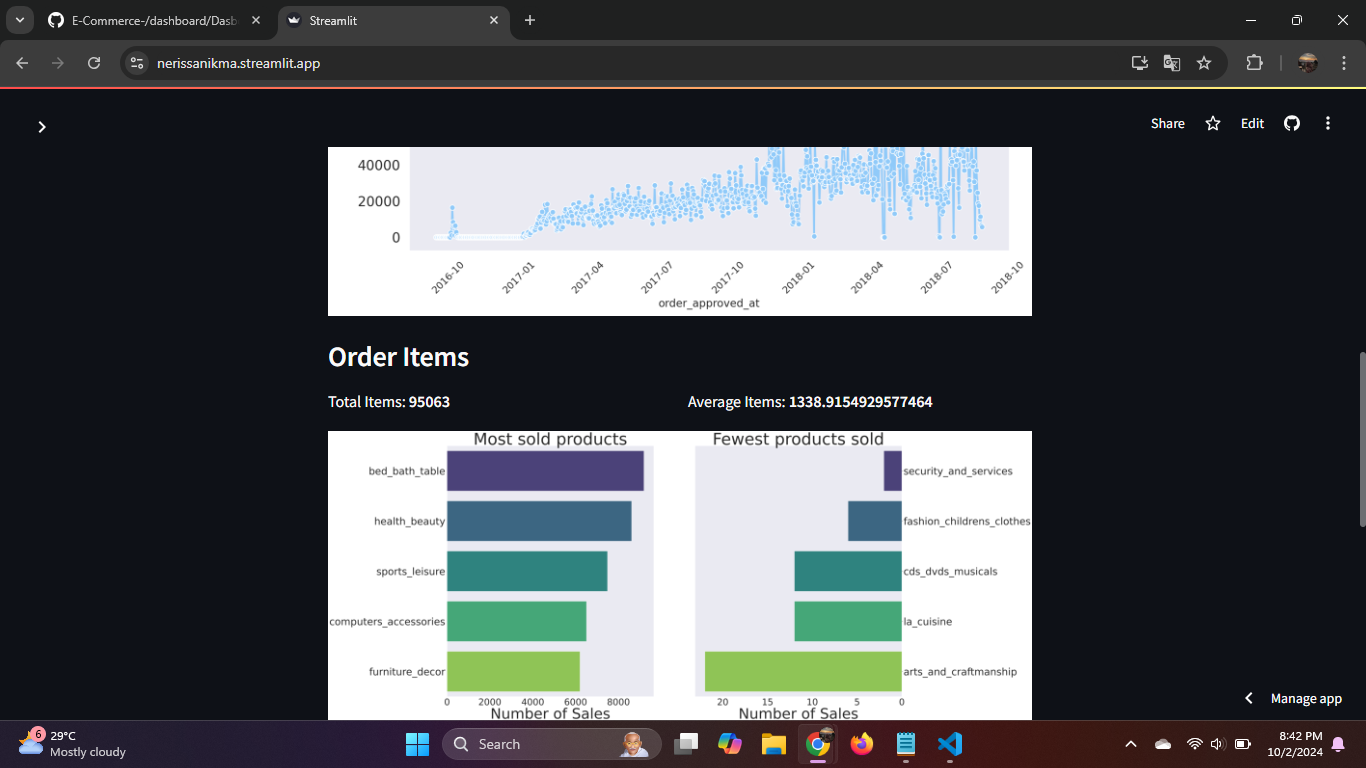 E-Commerce-/dashboard/Dasb
Streamlit
nerissanikma.streamlit.app
Share
Edit
40000
20000
0
2016-10 2017-01 2017-04 2017-07 2017-10 2018-01 2018-04 2018-07 2018-10
order_approved_at
Order Items
Total Items: 95063
Average Items: 1338.9154929577464
Most sold products
bed_bath_table
health_beauty
sports_leisure
computers_accessories
furniture_decor
0 2000 4000 6000 8000
Number of Sales
Fewest products sold
security_and_services
fashion_childrens_clothes
cds_dvds_musicals
la_cuisine
arts_and_craftmanship
20 15 10 5 0
Number of Sales
Manage app
6
29°C
Mostly cloudy
Search
8:42 PM
10/2/2024